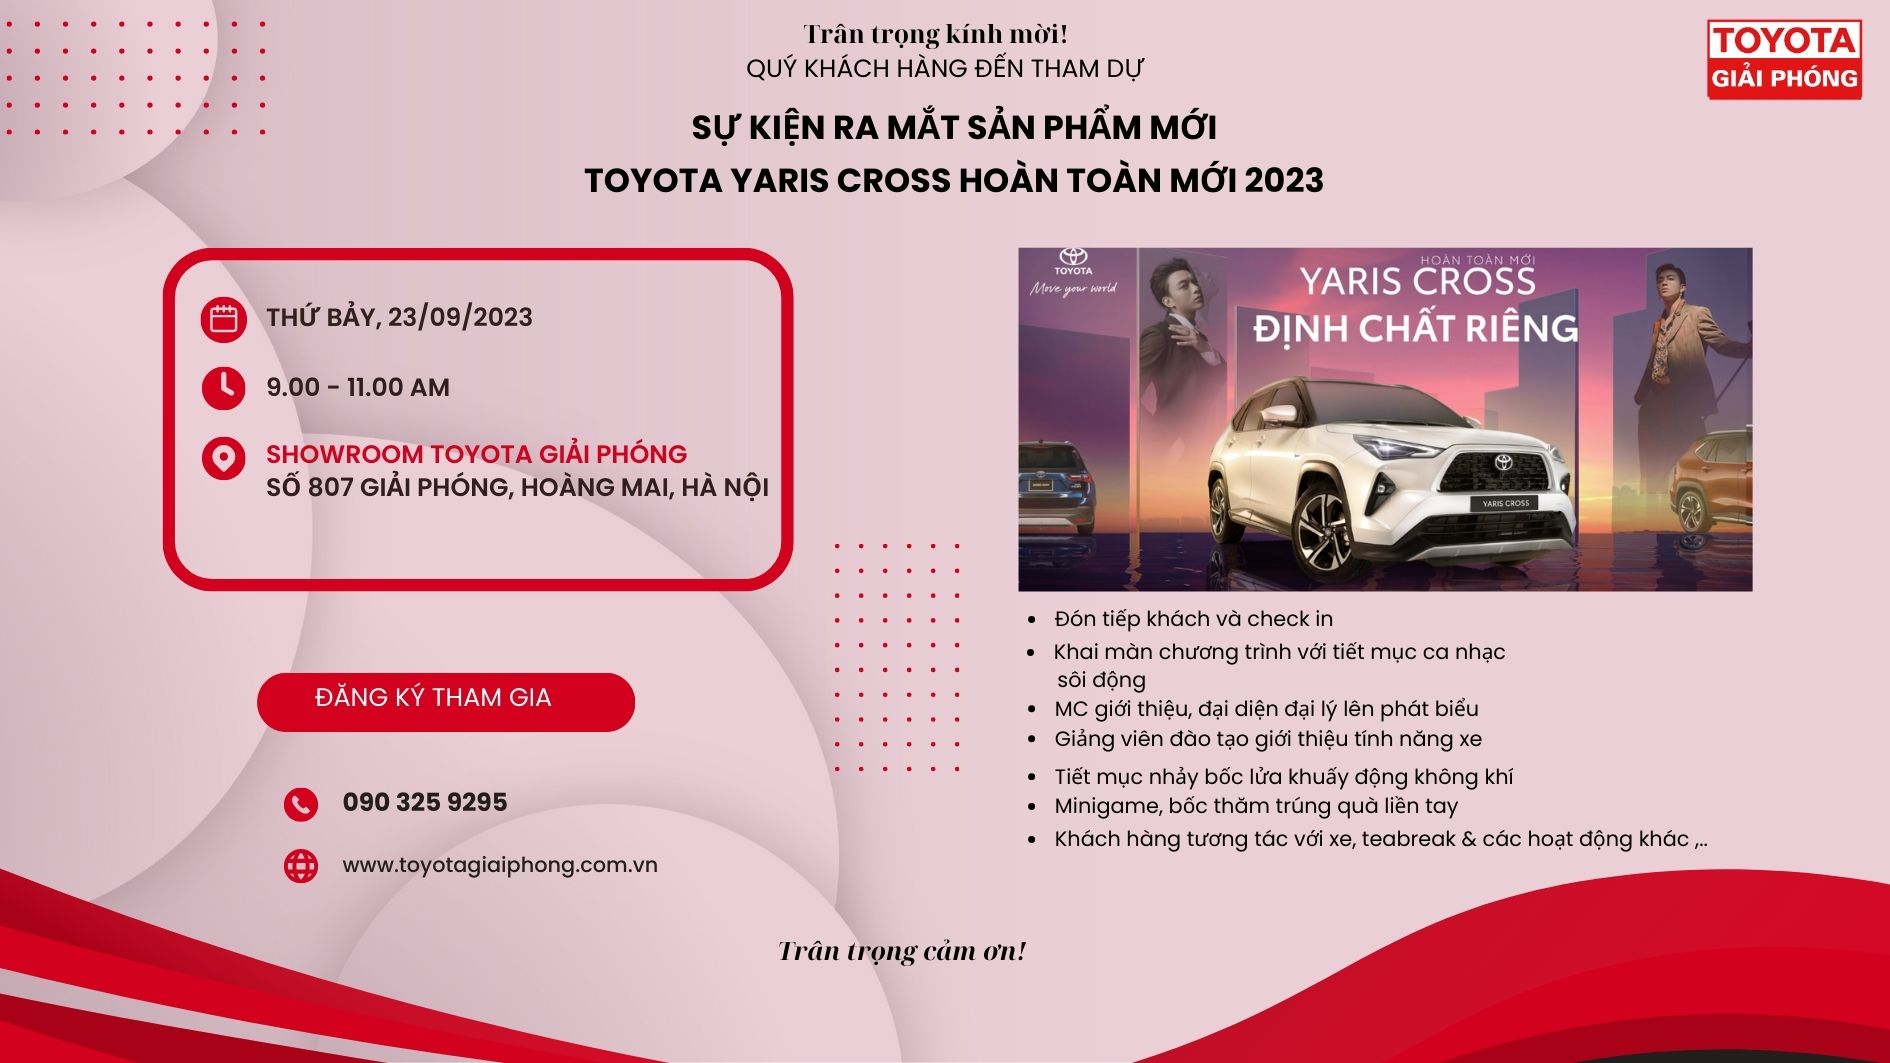 Trân trọng kính mời!
QUÝ KHÁCH HÀNG ĐẾN THAM DỰ
TOYOTA
GIẢI PHÓNG
SỰ KIỆN RA MẮT SẢN PHẨM MỚI
TOYOTA YARIS CROSS HOÀN TOÀN MỚI 2023
THỨ BẢY, 23/09/2023
9.00 - 11.00 AM
SHOWROOM TOYOTA GIẢI PHÓNG
SỐ 807 GIẢI PHÓNG, HOÀNG MAI, HÀ NỘI
ĐĂNG KÝ THAM GIA
090 325 9295
www.toyotagiaiphong.com.vn
TOYOTA
Move your world
HOÀN TOÀN MỚI
YARIS CROSS
ĐỊNH CHẤT RIÊNG
YARIS CROSS
• Đón tiếp khách và check in
• Khai màn chương trình với tiết mục ca nhạc
sôi động
• MC giới thiệu, đại diện đại lý lên phát biểu
• Giảng viên đào tạo giới thiệu tính năng xe
• Tiết mục nhảy bốc lửa khuấy động không khí
• Minigame, bốc thăm trúng quà liền tay
• Khách hàng tương tác với xe, teabreak & các hoạt động khác ,..
Trân trọng cảm ơn!